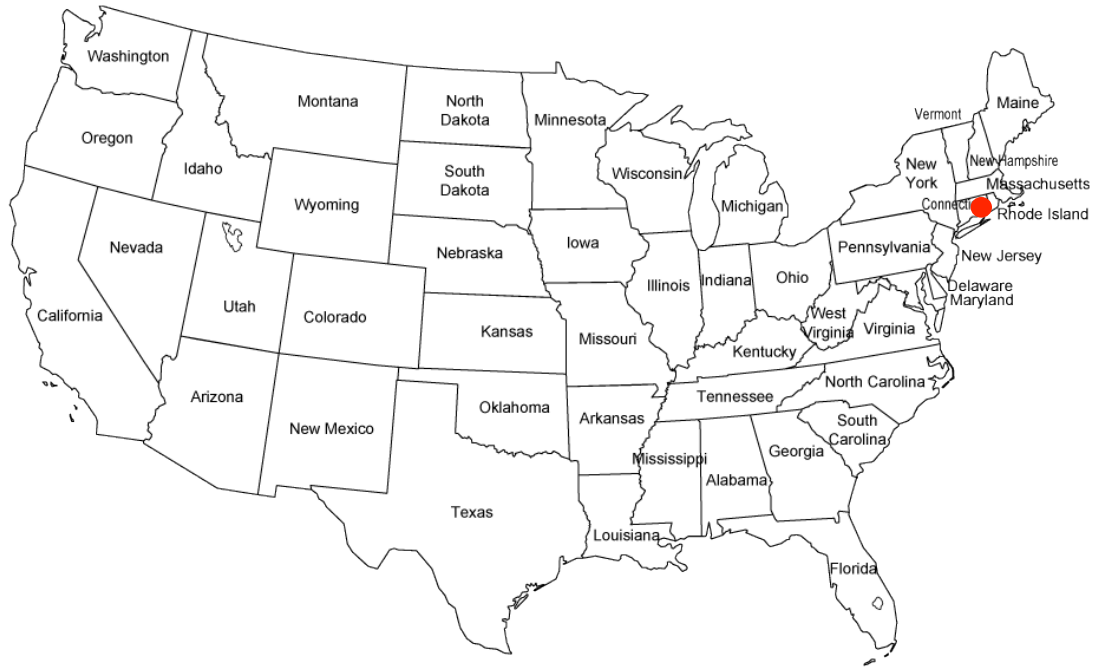 Washington
Montana
North
Dakota
Minnesota
Maine
Vermont
Oregon
Idaho
South
Dakota
Wisconsin
New
York
New Hampshire
Massachusetts
Wyoming
Michigan
Rhode Island
Nevada
Nebraska
Iowa
Pennsylvania
New Jersey
Utah
Colorado
Illinois
Indiana
Ohio
Delaware
Maryland
California
Kansas
Missouri
West
Virginia
Virginia
Kentucky
Arizona
New Mexico
Oklahoma
Arkansas
Tennessee
North Carolina
South
Carolina
Mississippi
Alabama
Georgia
Texas
Louisiana
Florida